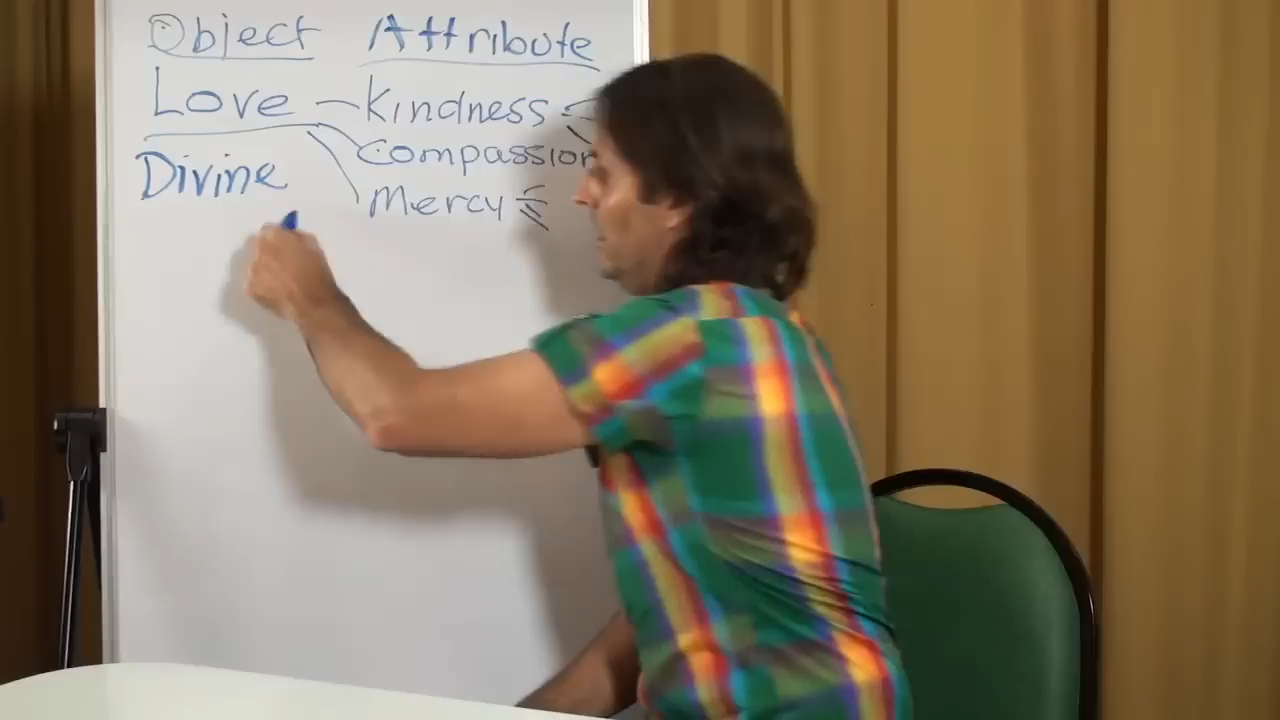 Object Attribute
Love Kindness
Compassion
Divine
Mercy